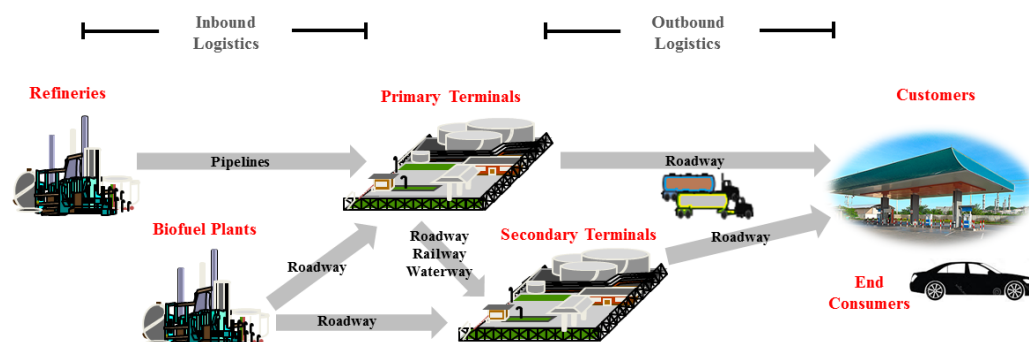 Inbound
Logistics
Outbound
Logistics
Refineries
Primary Terminals
Customers
Pipelines
Roadway
Biofuel Plants
Roadway
Roadway
Railway
Waterway
Secondary Terminals
Roadway
Roadway
End
Consumers